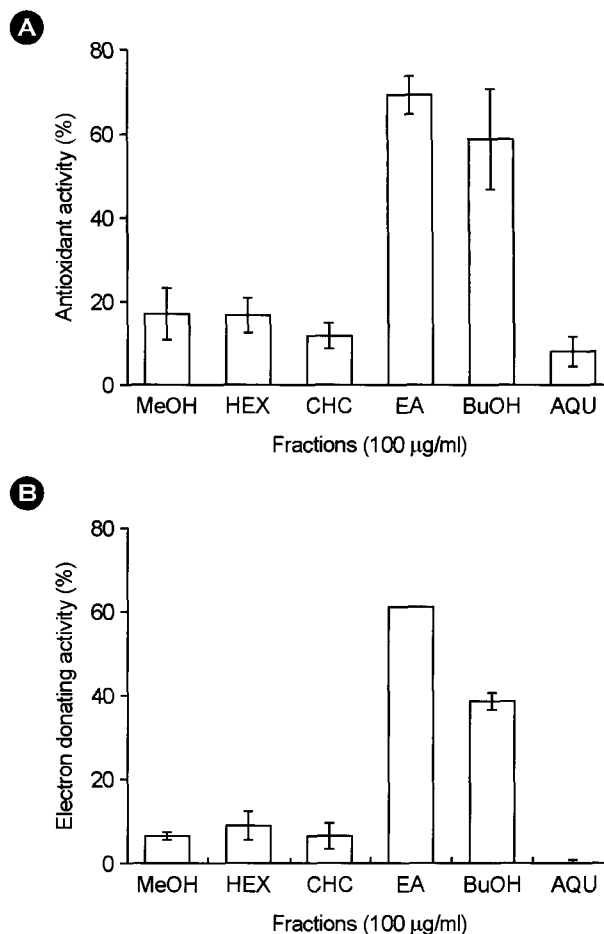 A
80
60
40
20
0
Antioxidant activity (%)
MeOH HEX CHC EA BuOH AQU
Fractions (100 μg/ml)
B
80
60
40
20
0
Electron donating activity (%)
MeOH HEX CHC EA BuOH AQU
Fractions (100 μg/ml)